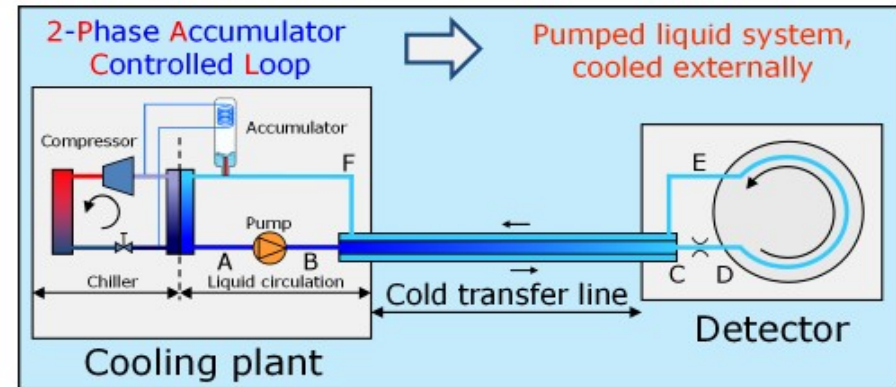 2-Phase Accumulator
Controlled Loop
Pumped liquid system,
cooled externally
Compressor
Accumulator
F
E
Pump
A
B
C
D
Chiller
Liquid circulation
Cold transfer line
Detector
Cooling plant